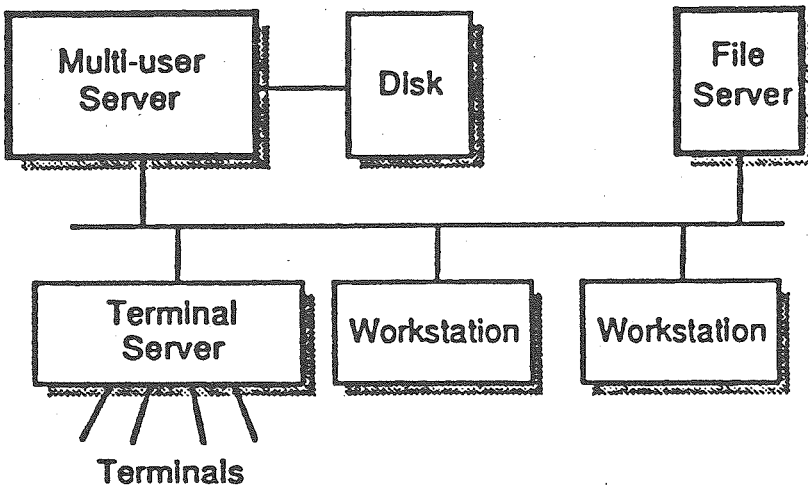 Multi-user
Server
Disk
File
Server
Terminal
Server
Workstation
Workstation
Terminals